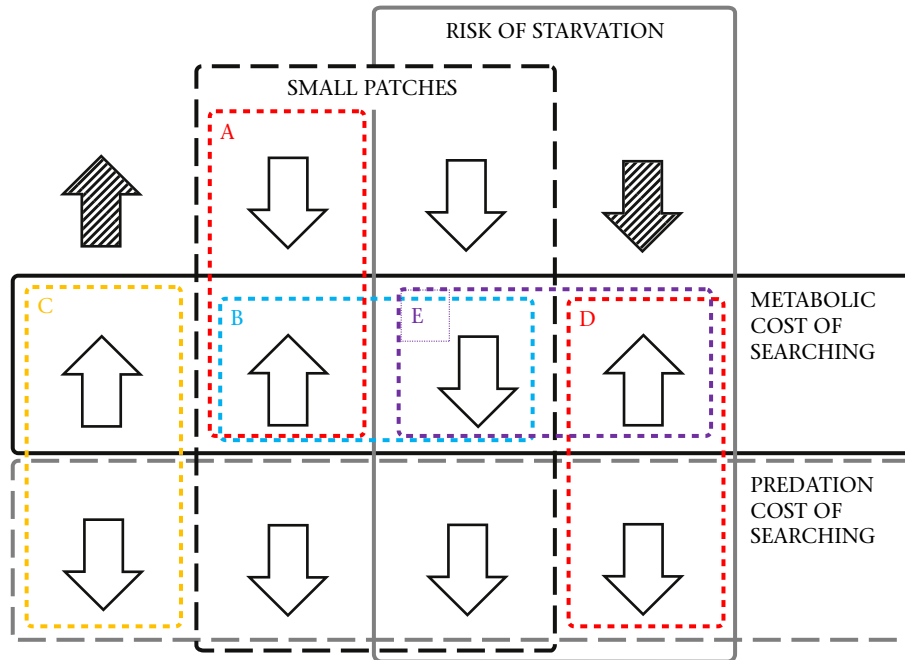 RISK OF STARVATION
SMALL PATCHES
A
C
B
E
D
METABOLIC
COST OF
SEARCHING
PREDATION
COST OF
SEARCHING